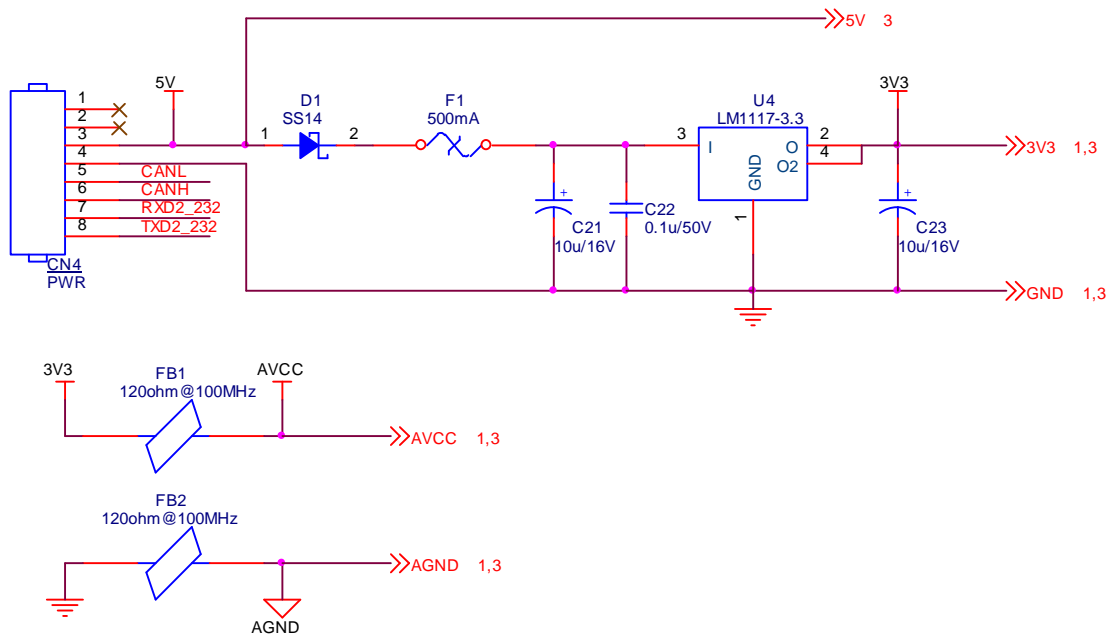 5V 3
1
2
3
4
5
6
7
8
CANL
CANH
RXD2_232
TXD2_232
CN4
PWR
5V
D1
SS14
1
2
F1
500mA
C21
10u/16V
C22
0.1u/50V
U4
LM1117-3.3
3
I
GND
O
O2
2
4
1
3V3
3V3 1,3
C23
10u/16V
GND 1,3
3V3
FB1
120ohm@100MHz
AVCC
AVCC 1,3
FB2
120ohm@100MHz
AGND 1,3
AGND